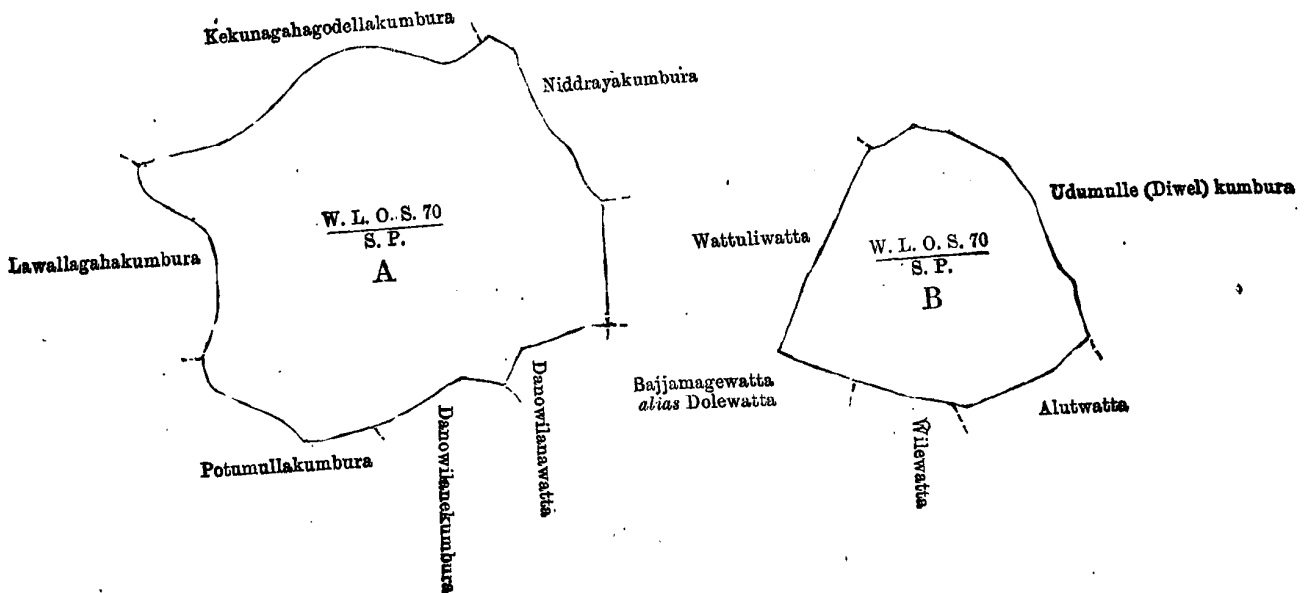 Kekunagahagodellakumbura
Niddrayakumbura
W. L. O. S. 70
S. P.
A
Lawallagahakumbura
Potumullakumbura
Danowilanekumbura
Danowilanawatta
Wattuliwatta
Udumulle (Diwel) kumbura
W. L. O. S. 70
S. P.
B
Bajjamagewatta
alias Dolewatta
Wilewatta
Alutwatta